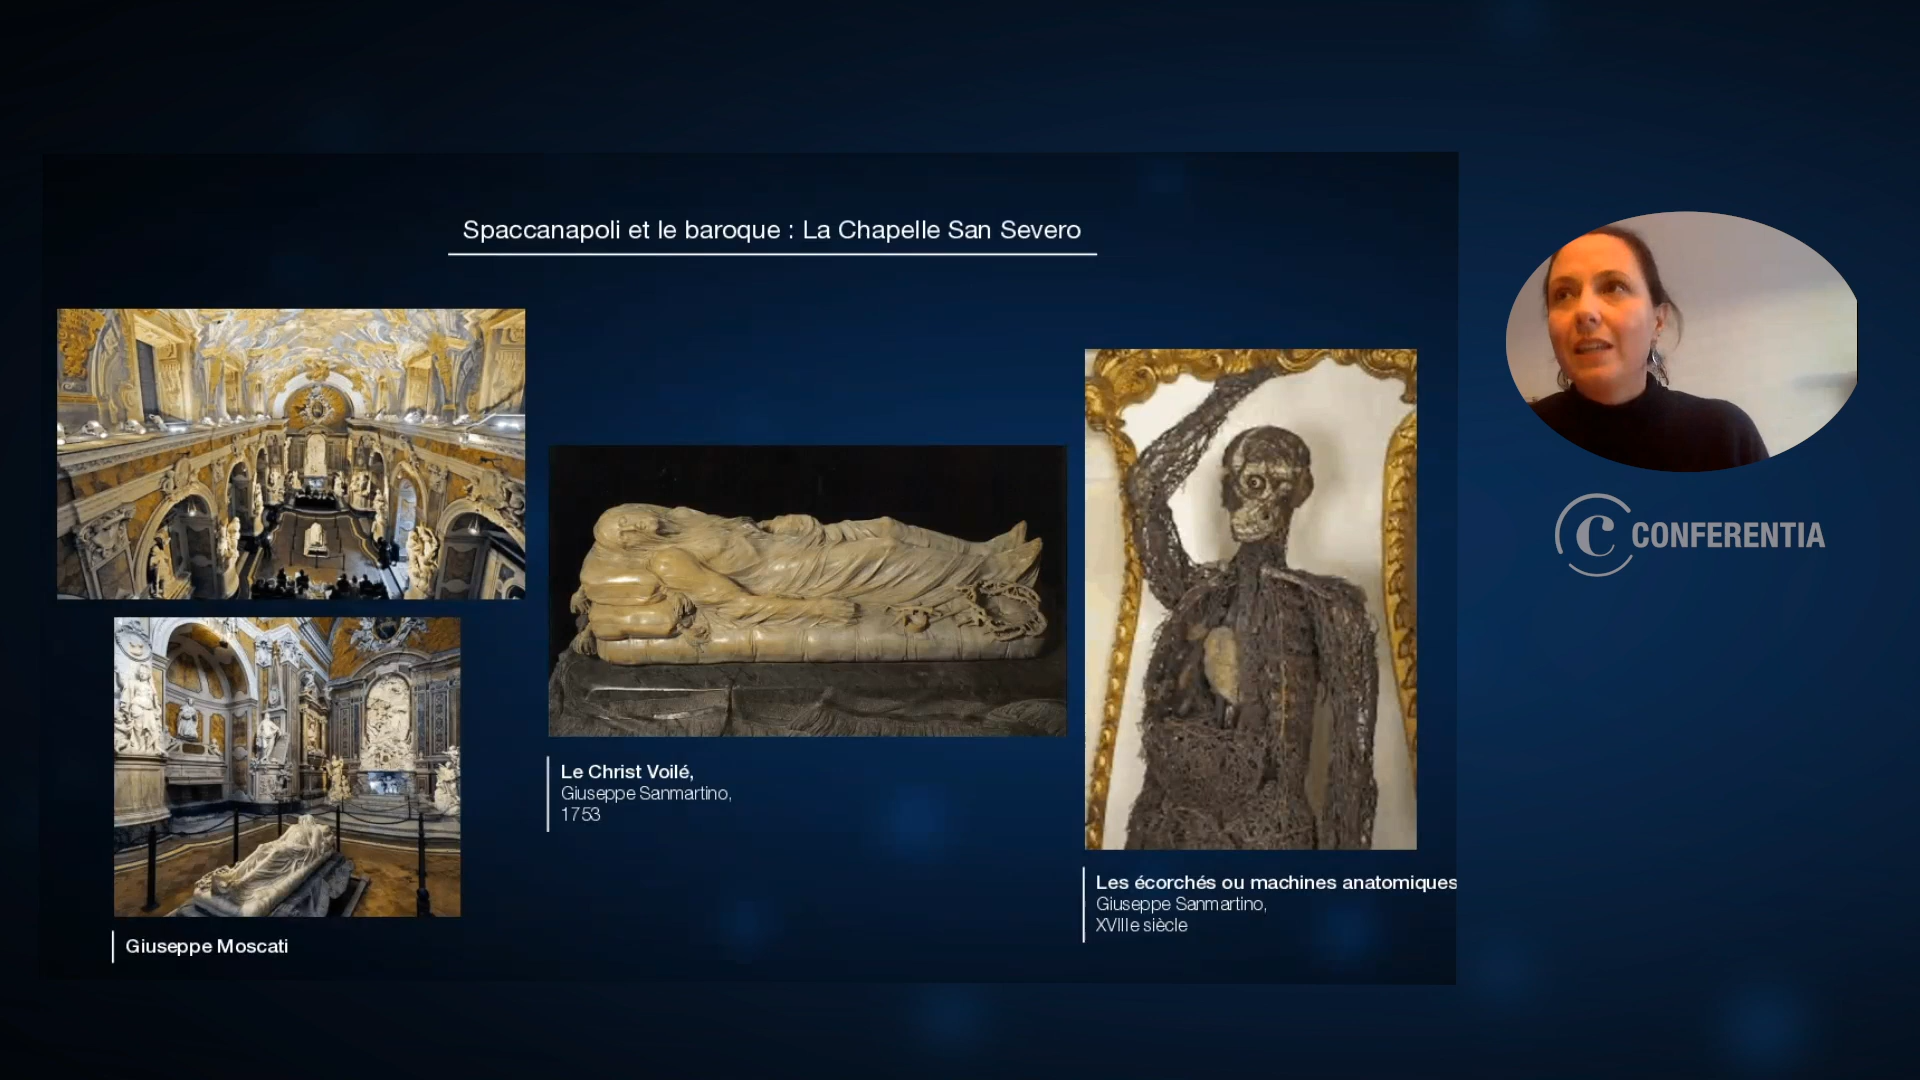 Spaccanapoli et le baroque : La Chapelle San Severo
Le Christ Voilé,
Giuseppe Sanmartino,
1753
Les écorchés ou machines anatomiques
Giuseppe Sanmartino,
XVIIIe siècle
Giuseppe Moscati
C CONFERENTIA